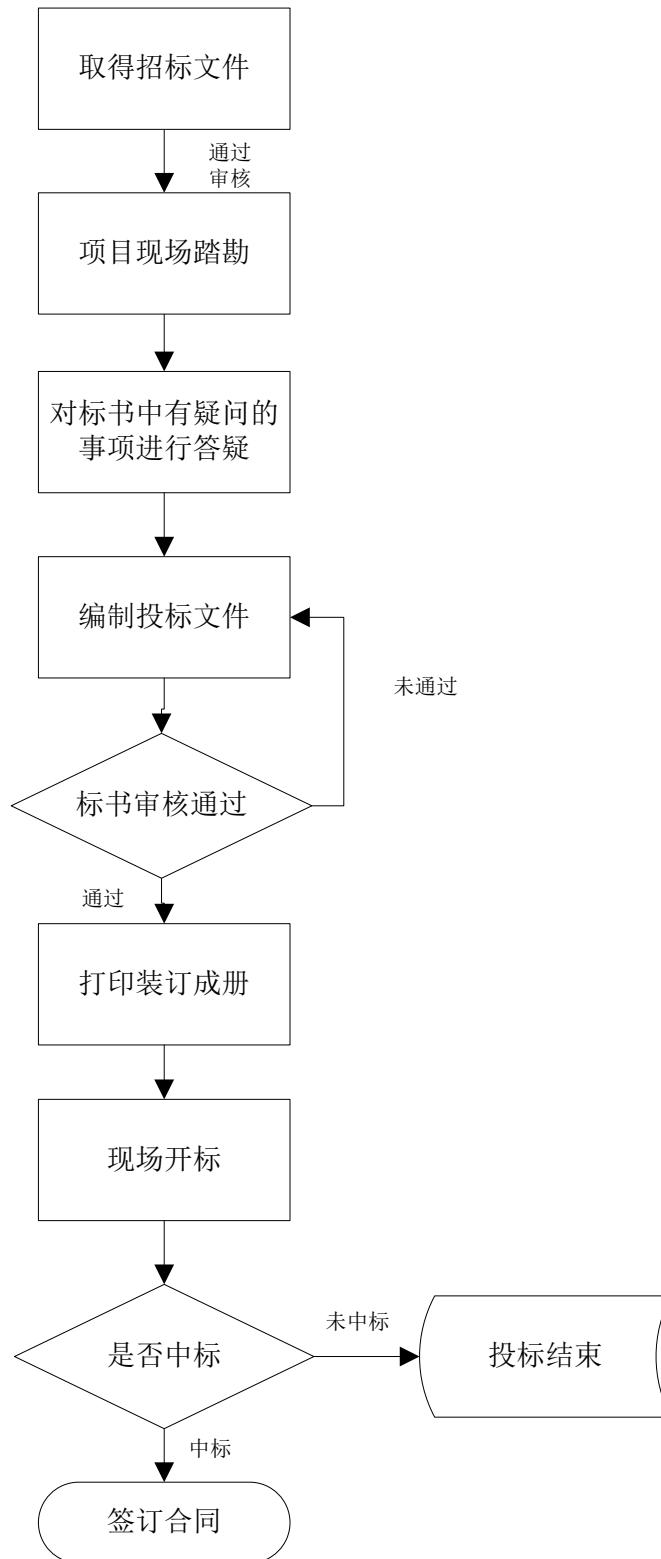 取得招标文件
通过
审核
项目现场踏勘
对标书中有疑问的
事项进行答疑
编制投标文件
未通过
标书审核通过
通过
打印装订成册
现场开标
未中标
是否中标
投标结束
中标
签订合同